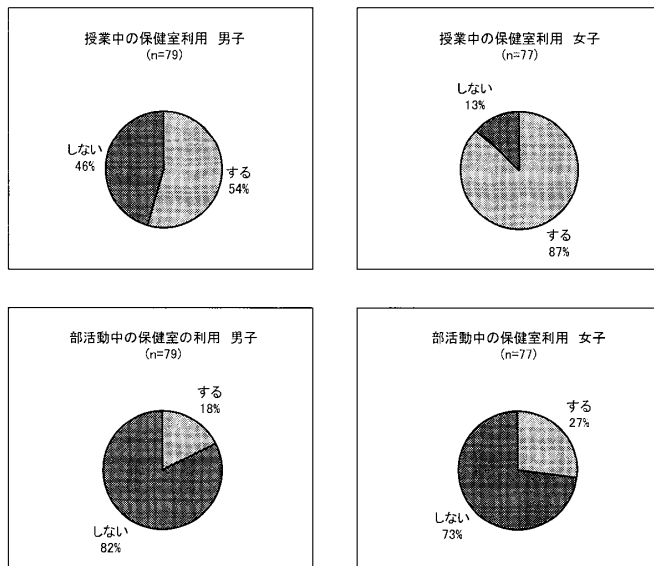 授業中の保健室利用 男子
(n=79)
しない
46%
する
54%
授業中の保健室利用 女子
(n=77)
しない
13%
する
87%
部活動中の保健室の利用 男子
(n=79)
する
18%
しない
82%
部活動中の保健室利用 女子
(n=77)
する
27%
しない
73%